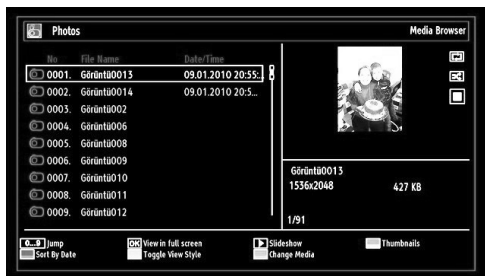 Photos Media Browser
No File Name Date/Time
0001. Görüntü0013 09.01.2010 20:55:..
0002. Görüntü0014 09.01.2010 20:5...
0003. Görüntü002
0004. Görüntü006
0005. Görüntü008
0006. Görüntü009
0007. Görüntü010
0008. Görüntü011
0009. Görüntü012
Görüntü0013
1536x2048 427 KB
1/91
0...9 Jump OK View in full screen Slideshow Thumbnails
Sort By Date Toggle View Style Change Media